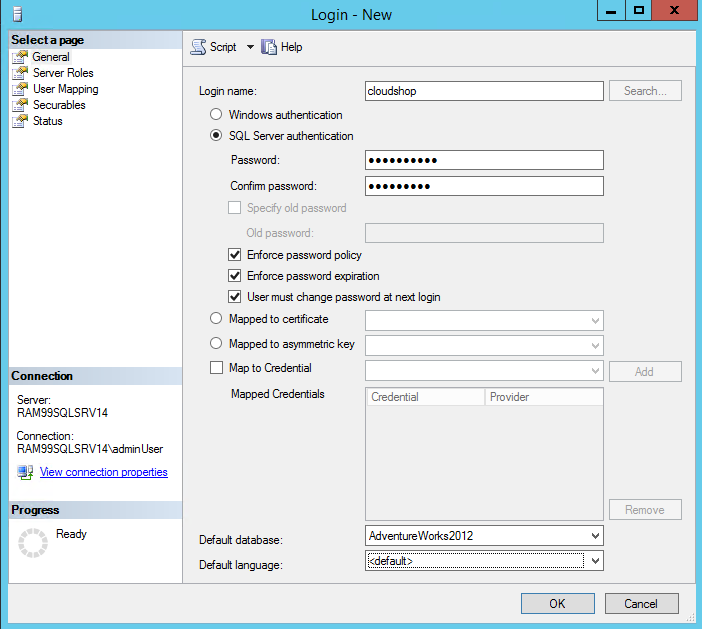 Login - New
Select a page
General
Server Roles
User Mapping
Securables
Status
Script Help
Login name: cloudshop Search...
Windows authentication
SQL Server authentication
Password: ●●●●●●●●●●
Confirm password: ●●●●●●●●●
Specify old password
Old password:
Enforce password policy
Enforce password expiration
User must change password at next login
Mapped to certificate
Mapped to asymmetric key
Map to Credential Add
Mapped Credentials Credential Provider
Remove
Default database: AdventureWorks2012
Default language: <default>
Connection
Server:
RAM99SQLSRV14
Connection:
RAM99SQLSRV14\adminUser
View connection properties
Progress
Ready
OK Cancel